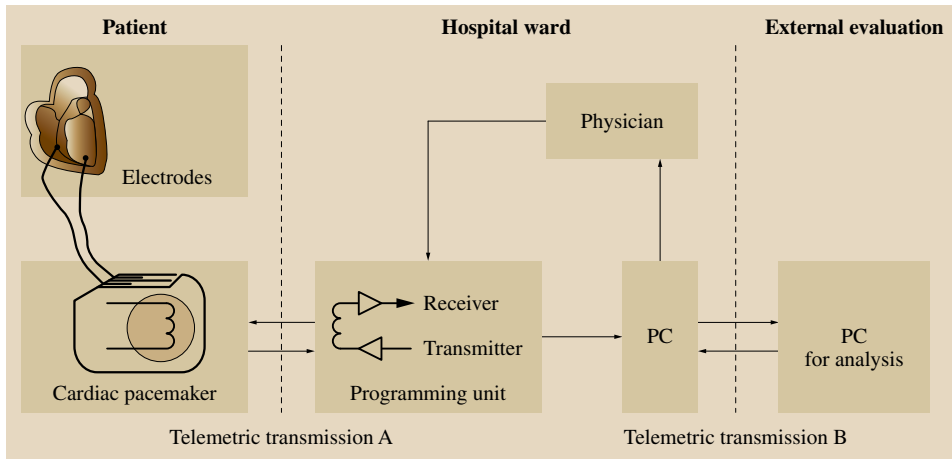 Patient
Hospital ward
External evaluation
Physician
Electrodes
Receiver
Transmitter
PC
PC
for analysis
Cardiac pacemaker
Programming unit
Telemetric transmission A
Telemetric transmission B